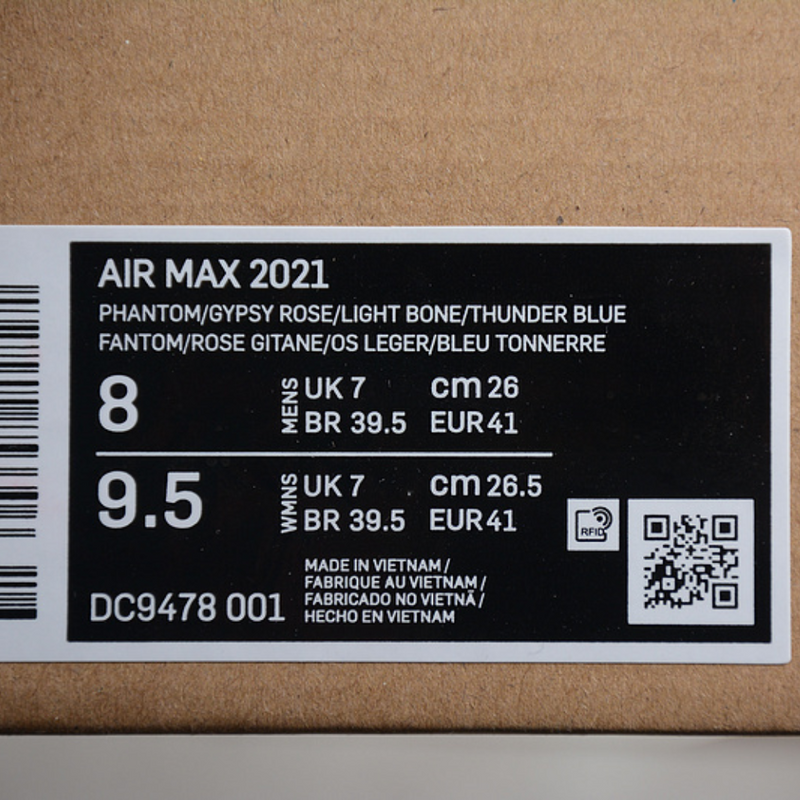 AIR MAX 2021
PHANTOM/GYPSY ROSE/LIGHT BONE/THUNDER BLUE
FANTOM/ROSE GITANE/OS LEGER/BLEU TONNERRE
8 MENS UK 7 cm 26
BR 39.5 EUR 41
9.5 WMNS UK 7 cm 26.5
BR 39.5 EUR 41
RFID
DC9478 001
MADE IN VIETNAM /
FABRIQUE AU VIETNAM /
FABRICADO NO VIETNÃ /
HECHO EN VIETNAM